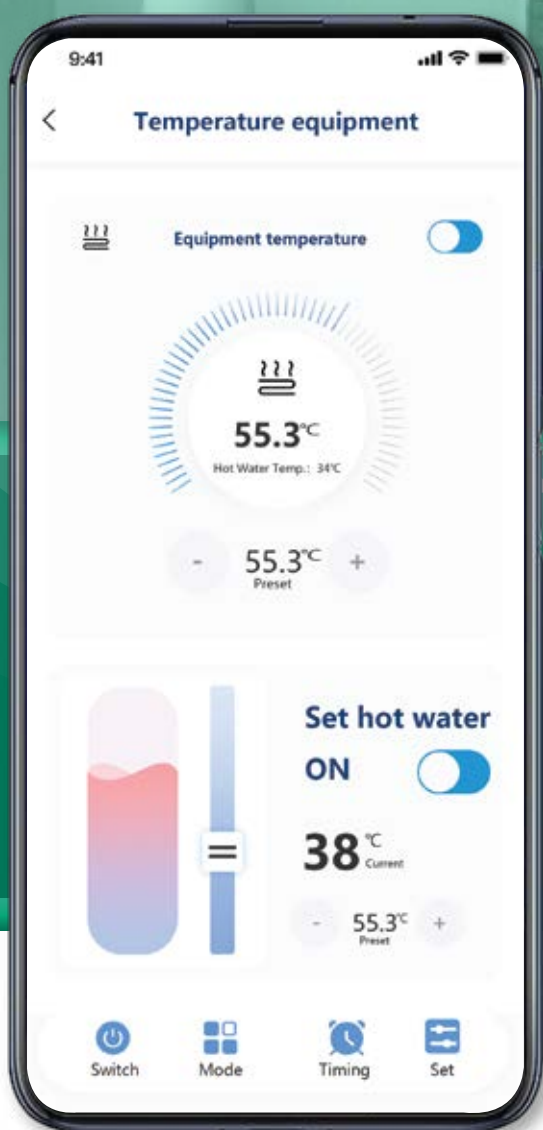 9:41
Temperature equipment
Equipment temperature
55.3℃
Hot Water Temp.: 34℃
- 55.3℃ +
Preset
Set hot water
ON
38 ℃
Current
- 55.3℃ +
Preset
Switch Mode Timing Set